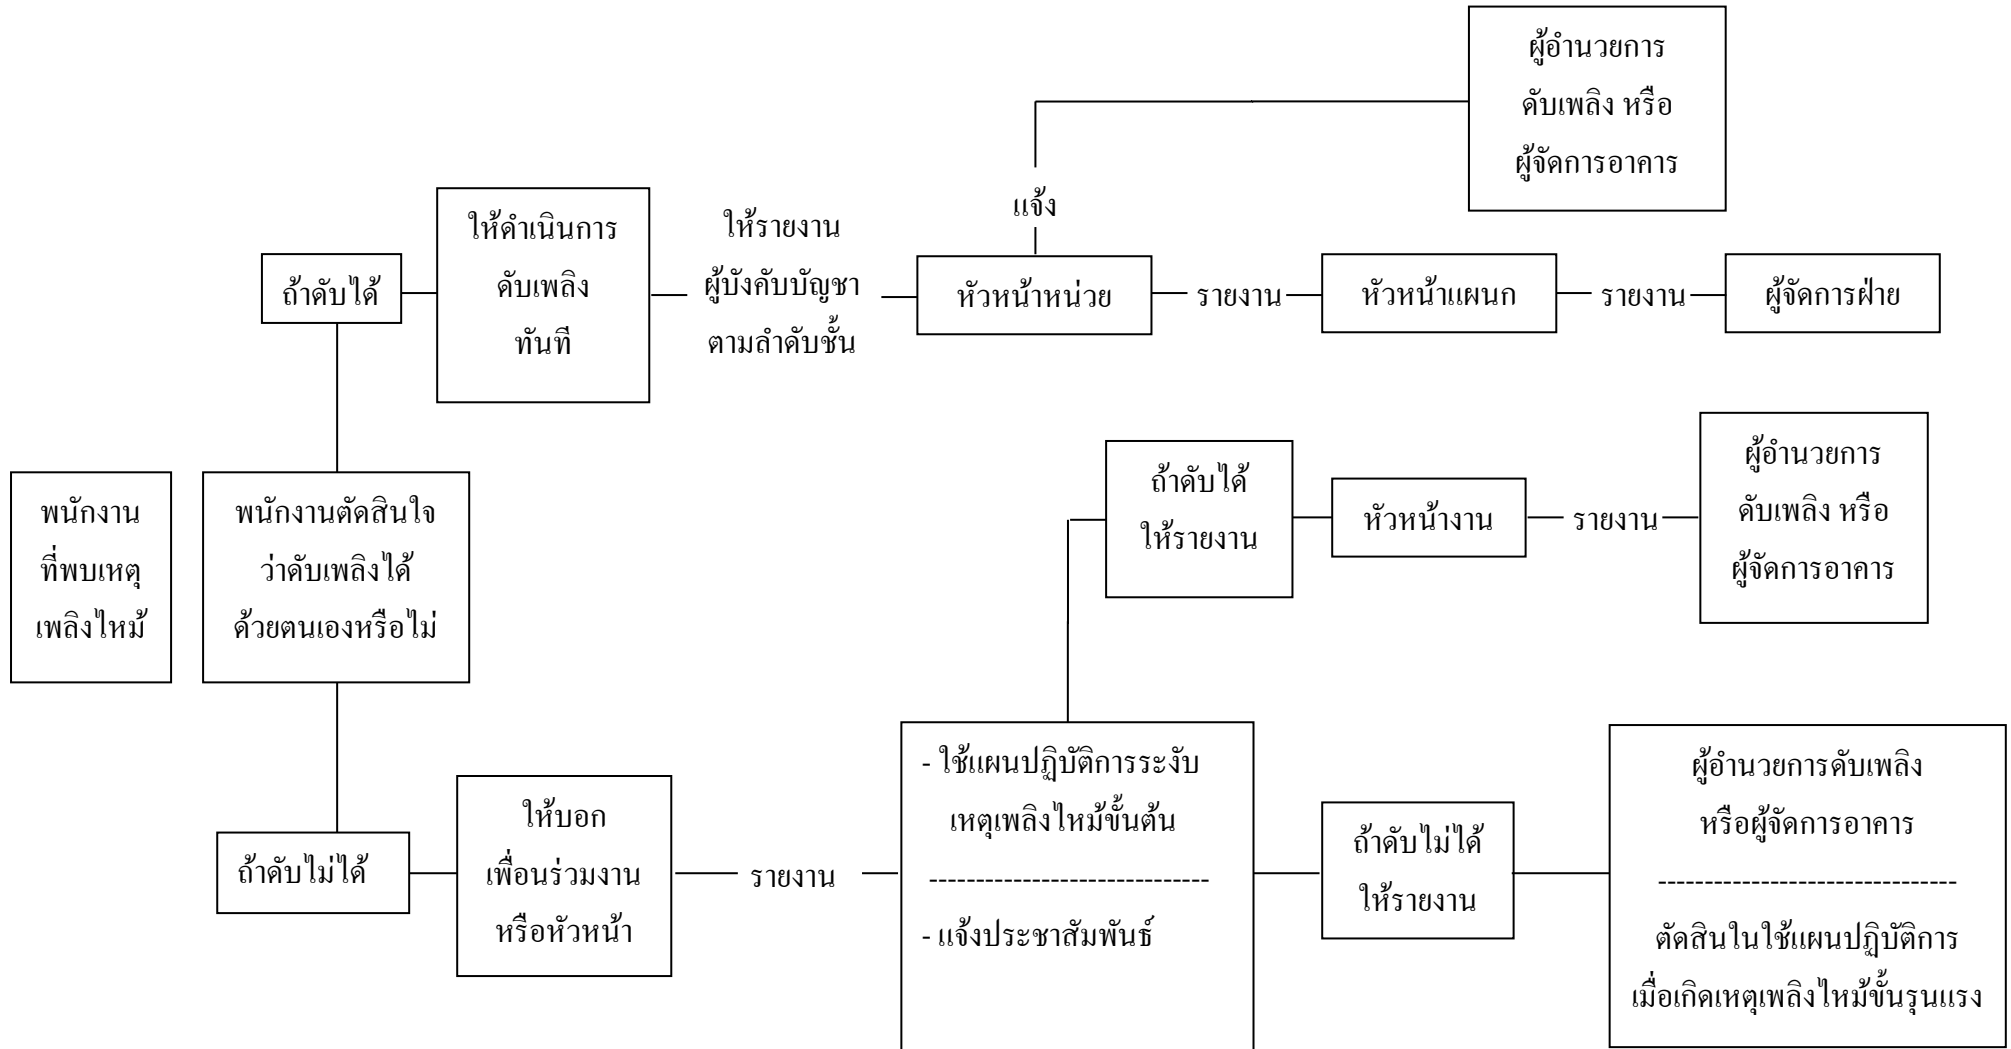 ผู้อำนวยการ
ดับเพลิง หรือ
ผู้จัดการอาคาร
แจ้ง
ถ้าดับได้
ให้ดำเนินการ
ดับเพลิง
ทันที
ให้รายงาน
ผู้บังคับบัญชา
ตามลำดับชั้น
หัวหน้าหน่วย
รายงาน
หัวหน้าแผนก
รายงาน
ผู้จัดการฝ่าย
พนักงาน
ที่พบเหตุ
เพลิงไหม้
พนักงานตัดสินใจ
ว่าดับเพลิงได้
ด้วยตนเองหรือไม่
ถ้าดับได้
ให้รายงาน
หัวหน้างาน
รายงาน
ผู้อำนวยการ
ดับเพลิง หรือ
ผู้จัดการอาคาร
ถ้าดับไม่ได้
ให้บอก
เพื่อนร่วมงาน
หรือหัวหน้า
รายงาน
- ใช้แผนปฏิบัติการระงับ
เหตุเพลิงไหม้ขั้นต้น
------------------------------
- แจ้งประชาสัมพันธ์
ถ้าดับไม่ได้
ให้รายงาน
ผู้อำนวยการดับเพลิง
หรือผู้จัดการอาคาร
--------------------------------
ตัดสินในใช้แผนปฏิบัติการ
เมื่อเกิดเหตุเพลิงไหม้ขั้นรุนแรง